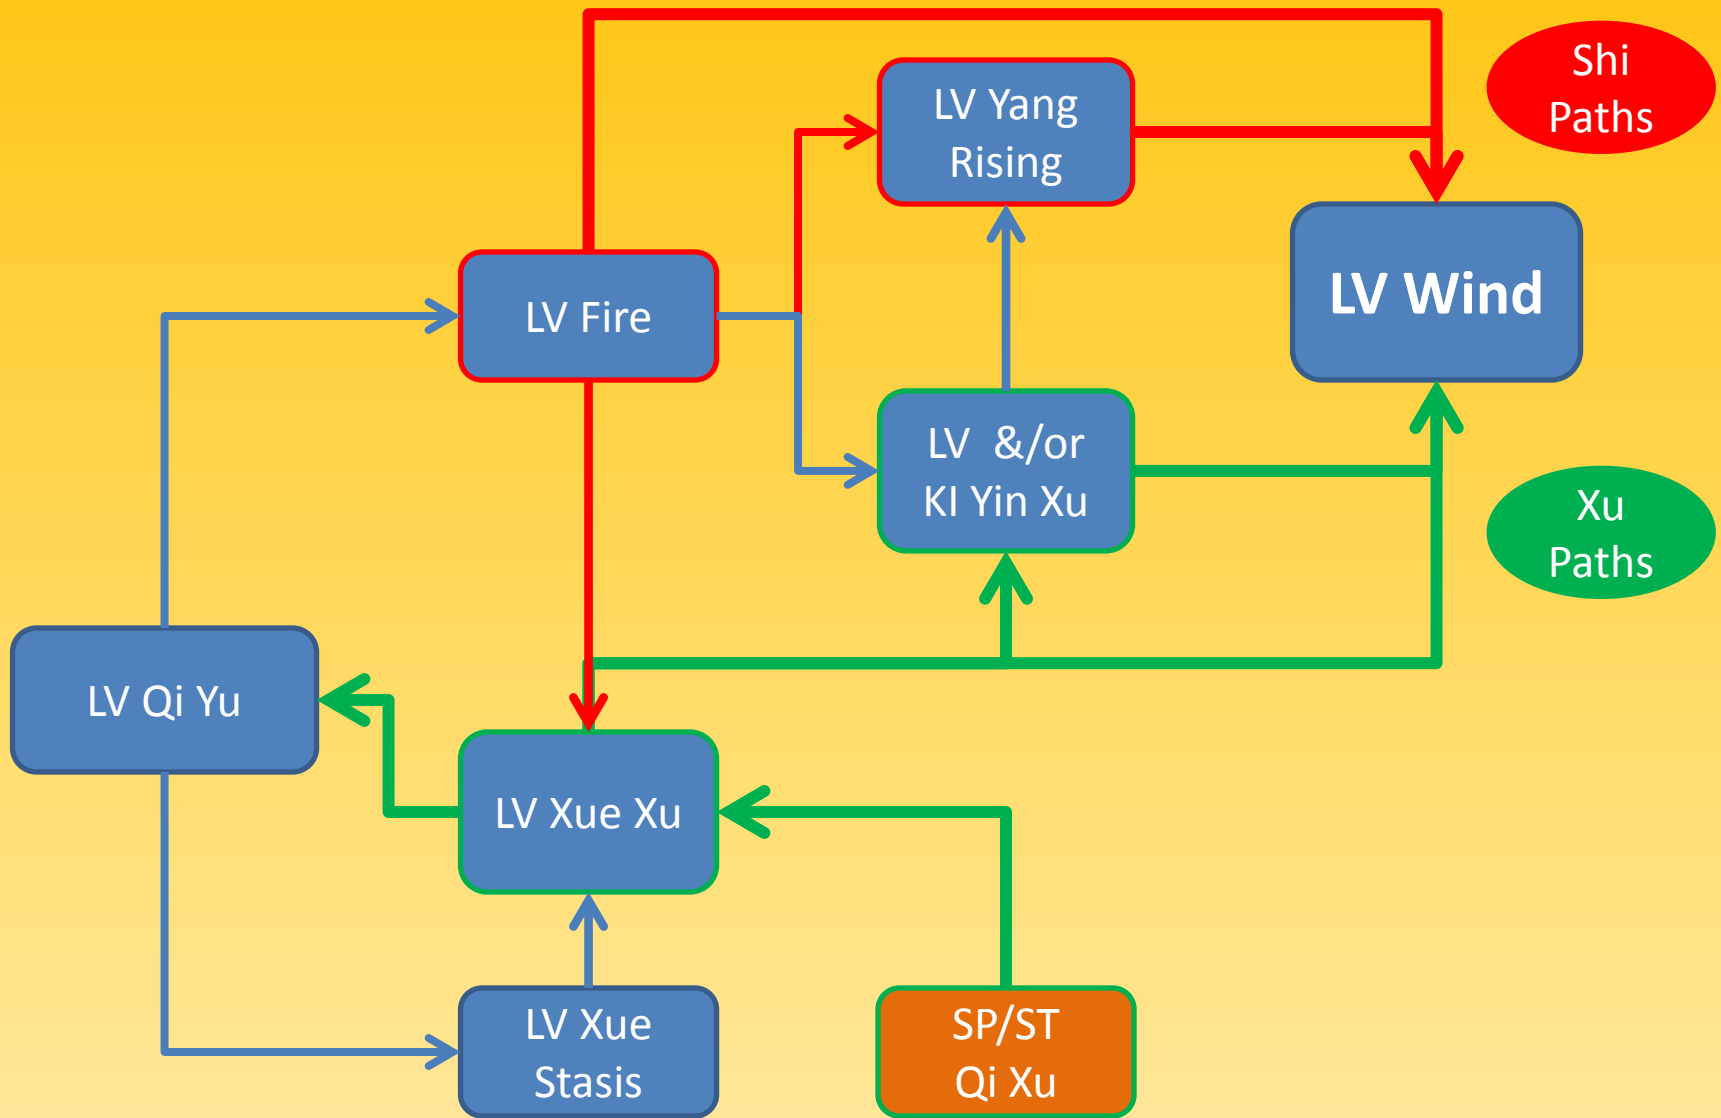 Shi
Paths
LV Yang
Rising
LV Wind
LV Fire
LV  &/or
KI Yin Xu
Xu
Paths
LV Qi Yu
LV Xue Xu
LV Xue
Stasis
SP/ST
Qi Xu